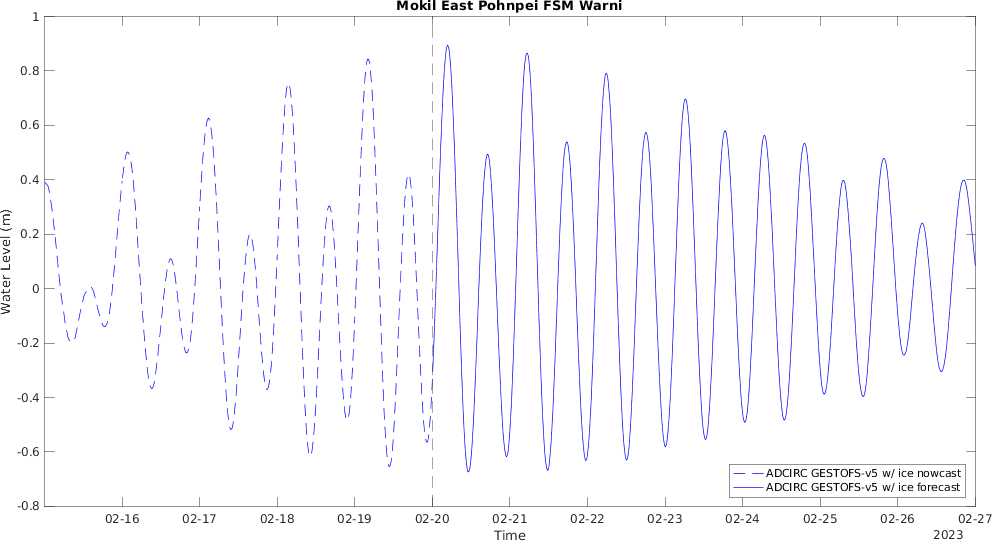 Mokil East Pohnpei FSM Warni
Water Level (m)
1
0.8
0.6
0.4
0.2
0
-0.2
-0.4
-0.6
-0.8
02-16 02-17 02-18 02-19 02-20 02-21 02-22 02-23 02-24 02-25 02-26 02-27
Time
2023
ADCIRC GESTOFS-v5 w/ ice nowcast
ADCIRC GESTOFS-v5 w/ ice forecast